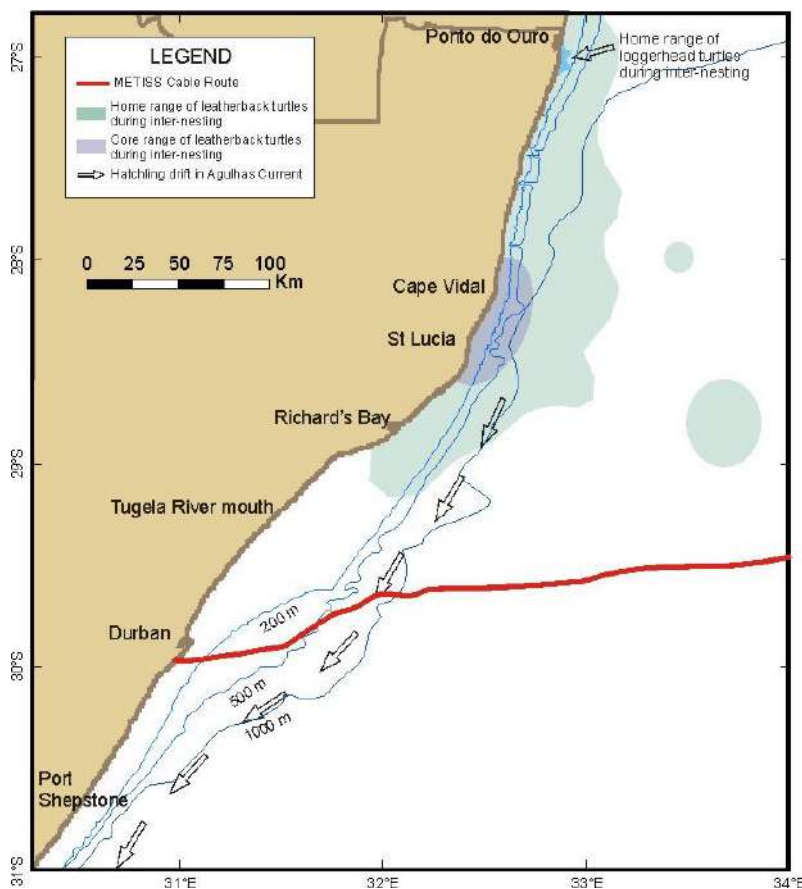 LEGEND
METISS Cable Route
Home range of leatherback turtles
during inter-nesting
Core range of leatherback turtles
during inter-nesting
Hatchling drift in Agulhas Current
Porto do Ouro
Home range of
loggerhead turtles
during inter-nesting
0 25 50 75 100
Km
Cape Vidal
St Lucia
Richard's Bay
Tugela River mouth
Durban
Port
Shepstone
200 m
500 m
1000 m
27°S
28°S
28°S
30°S
31°S
31°E
32°E
33°E
34°E